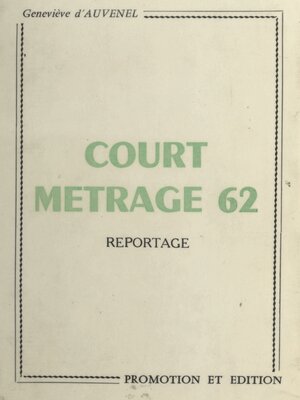 Geneviève d'AUVENEL
COURT
METRAGE 62
REPORTAGE
PROMOTION ET EDITION